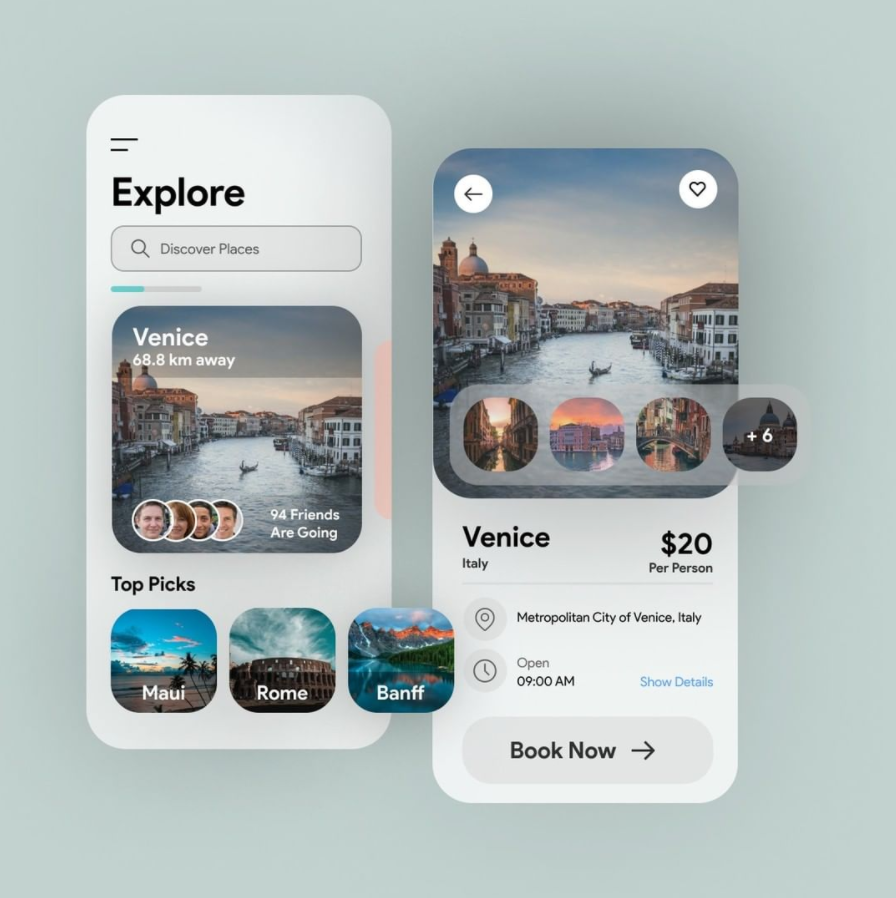 Explore
Discover Places
Venice
68.8 km away
94 Friends
Are Going
Top Picks
Maui
Rome
Banff
+ 6
Venice
Italy
$20
Per Person
Metropolitan City of Venice, Italy
Open
09:00 AM
Show Details
Book Now